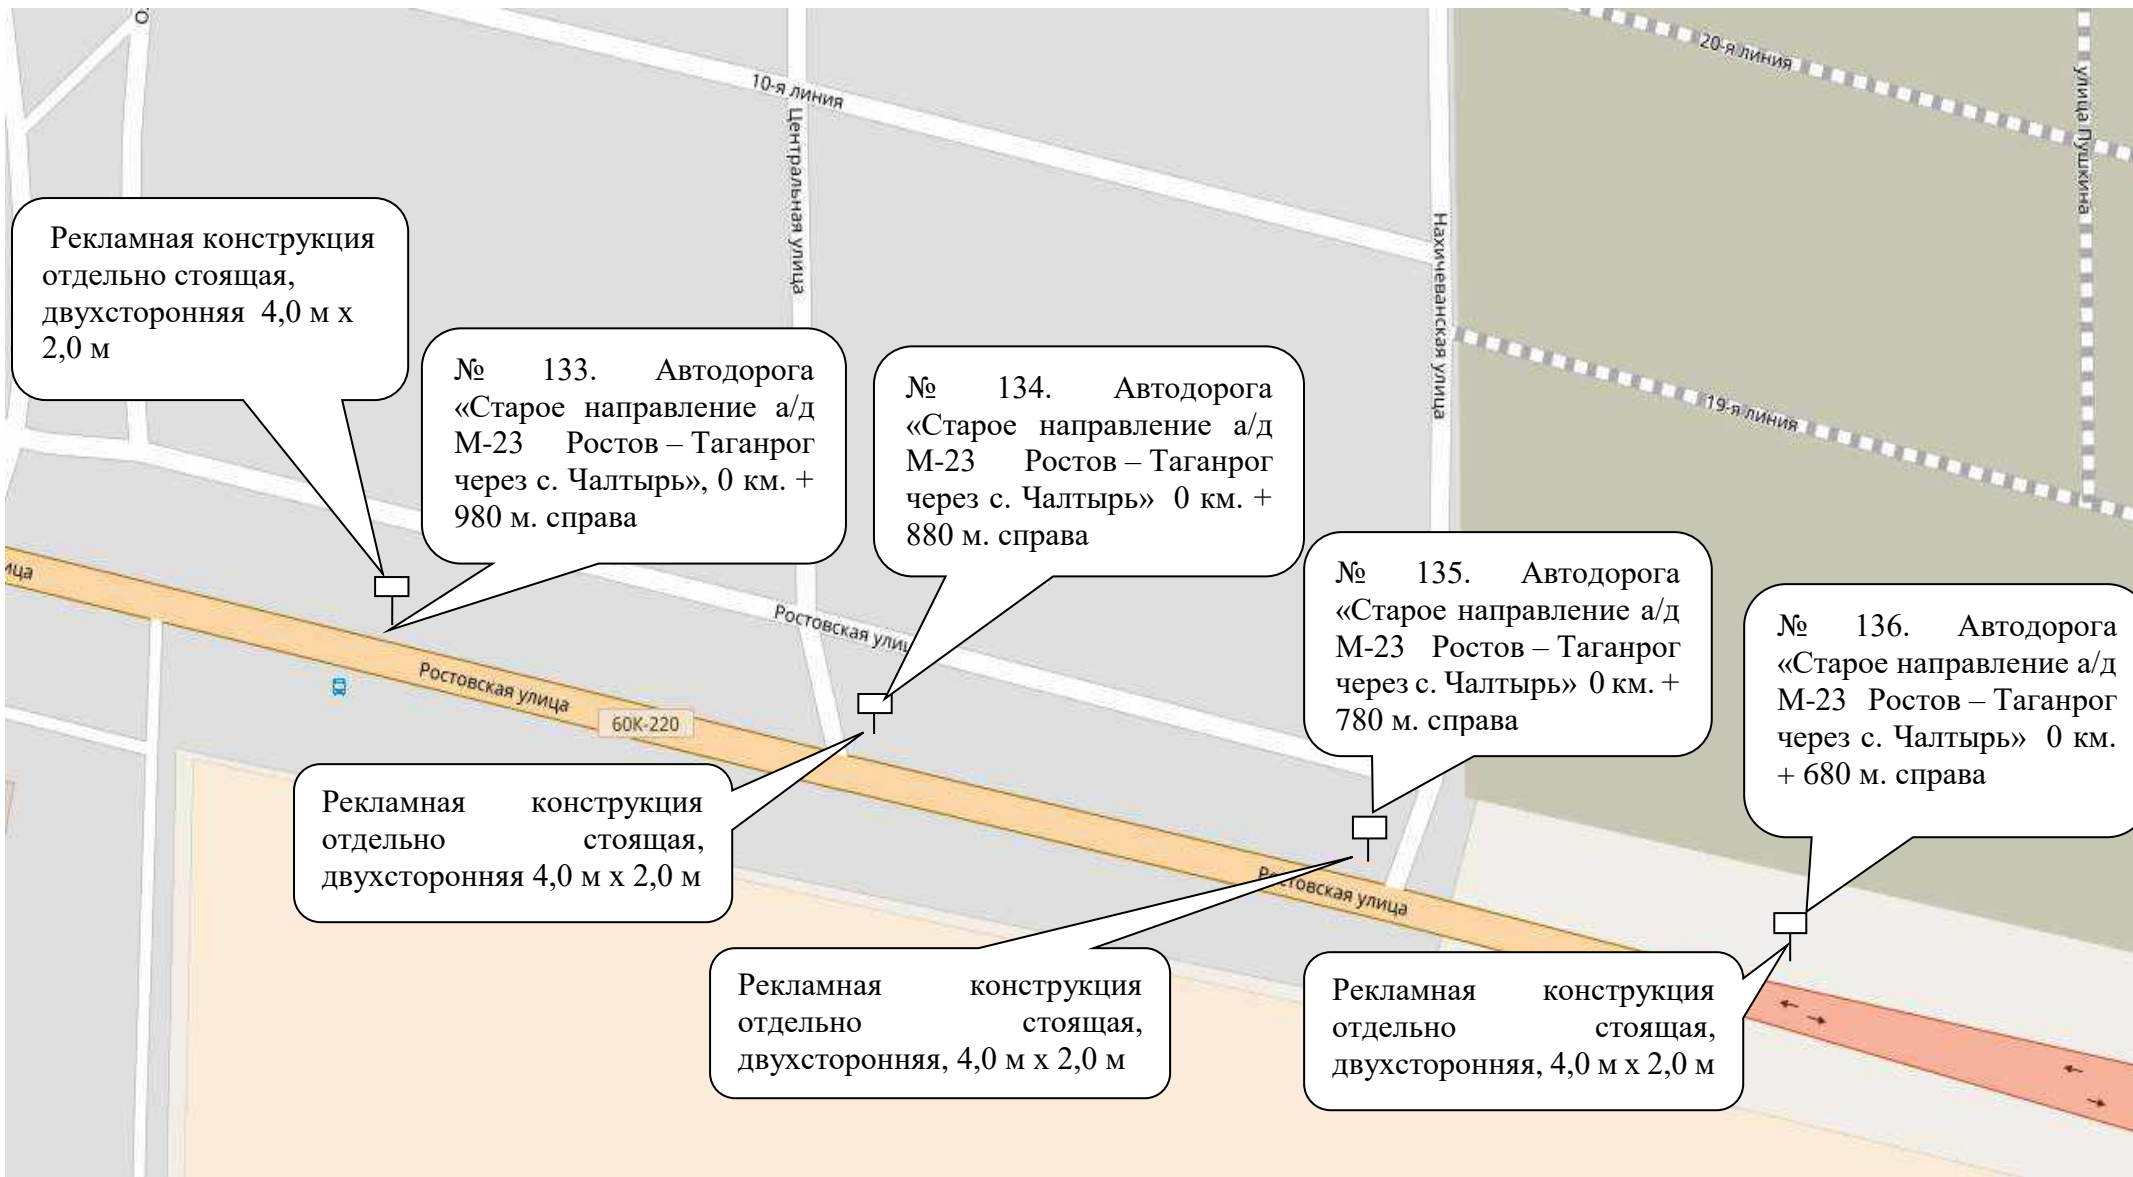 20-я линия
10-я линия
улица Пушкина
Центральная улица
Нахичеванская улица
Рекламная конструкция
отдельно стоящая,
двухсторонняя 4,0 м х
2,0 м
№ 133. Автодорога
«Старое направление а/д
М-23 Ростов – Таганрог
через с. Чалтырь», 0 км. +
980 м. справа
№ 134. Автодорога
«Старое направление а/д
М-23 Ростов – Таганрог
через с. Чалтырь» 0 км. +
880 м. справа
19-я линия
№ 135. Автодорога
«Старое направление а/д
М-23 Ростов – Таганрог
через с. Чалтырь» 0 км. +
780 м. справа
№ 136. Автодорога
«Старое направление а/д
М-23 Ростов – Таганрог
через с. Чалтырь» 0 км.
+ 680 м. справа
Ростовская
Ростовская улица
60К-220
Рекламная конструкция
отдельно стоящая,
двухсторонняя 4,0 м х 2,0 м
Ростовская улица
Рекламная конструкция
отдельно стоящая,
двухсторонняя, 4,0 м х 2,0 м
Рекламная конструкция
отдельно стоящая,
двухсторонняя, 4,0 м х 2,0 м